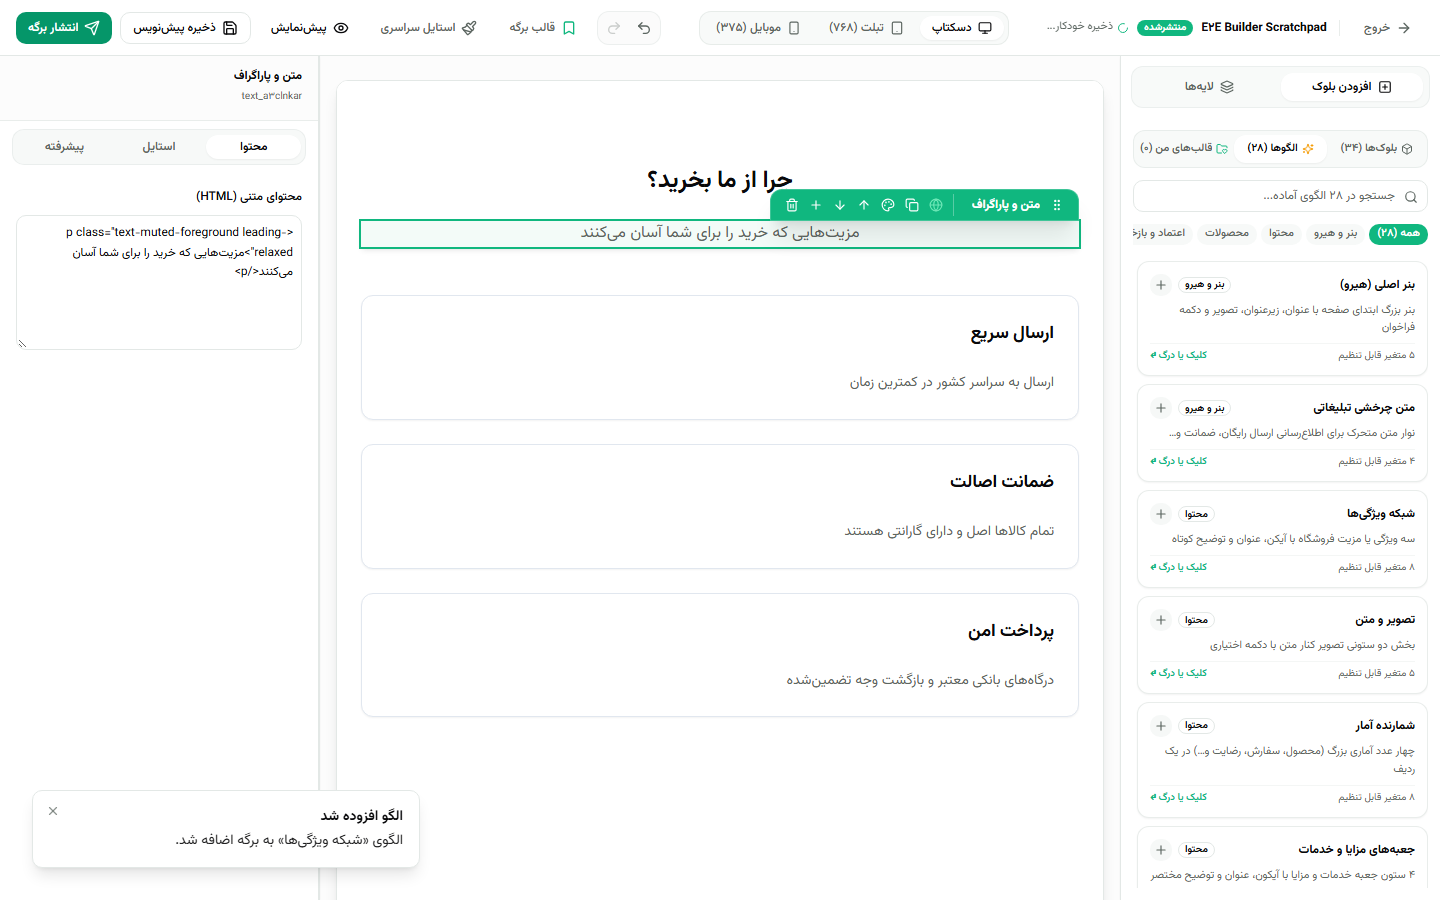 خروج
E۲E Builder Scratchpad
منتشرشده
ذخیره خودکار...
دسکتاپ
تبلت (۷۶۸)
موبایل (۳۷۵)
قالب برگه
استایل سراسری
پیش‌نمایش
ذخیره پیش‌نویس
انتشار برگه
افزودن بلوک
لایه‌ها
بلوک‌ها (۳۴)
الگوها (۲۸)
قالب‌های من (۰)
جستجو در ۲۸ الگوی آماده...
همه (۲۸)
بنر و هیرو
محتوا
محصولات
اعتماد و بازخ
بنر اصلی (هیرو)
بنر و هیرو
بنر بزرگ ابتدای صفحه با عنوان، زیرعنوان، تصویر و دکمه
فراخوان
۵ متغیر قابل تنظیم
کلیک یا درگ
متن چرخشی تبلیغاتی
بنر و هیرو
نوار متن متحرک برای اطلاع‌رسانی ارسال رایگان، ضمانت و...
۴ متغیر قابل تنظیم
کلیک یا درگ
شبکه ویژگی‌ها
محتوا
سه ویژگی یا مزیت فروشگاه با آیکن، عنوان و توضیح کوتاه
۸ متغیر قابل تنظیم
کلیک یا درگ
تصویر و متن
محتوا
بخش دو ستونی تصویر کنار متن با دکمه اختیاری
۵ متغیر قابل تنظیم
کلیک یا درگ
شمارنده آمار
محتوا
چهار عدد آماری بزرگ (محصول، سفارش، رضایت و...) در یک
ردیف
۸ متغیر قابل تنظیم
کلیک یا درگ
جعبه‌های مزایا و خدمات
محتوا
۴ ستون جعبه خدمات و مزایا با آیکون، عنوان و توضیح مختصر
چرا از ما بخرید؟
متن و پاراگراف
مزیت‌هایی که خرید را برای شما آسان می‌کنند
ارسال سریع
ارسال به سراسر کشور در کمترین زمان
ضمانت اصالت
تمام کالاها اصل و دارای گارانتی هستند
پرداخت امن
درگاه‌های بانکی معتبر و بازگشت وجه تضمین‌شده
متن و پاراگراف
text_a۳clnkar
محتوا
استایل
پیشرفته
محتوای متنی (HTML)
<p class="text-muted-foreground leading-
relaxed">مزیت‌هایی که خرید را برای شما آسان
می‌کنند</p>
الگو افزوده شد
الگوی «شبکه ویژگی‌ها» به برگه اضافه شد.